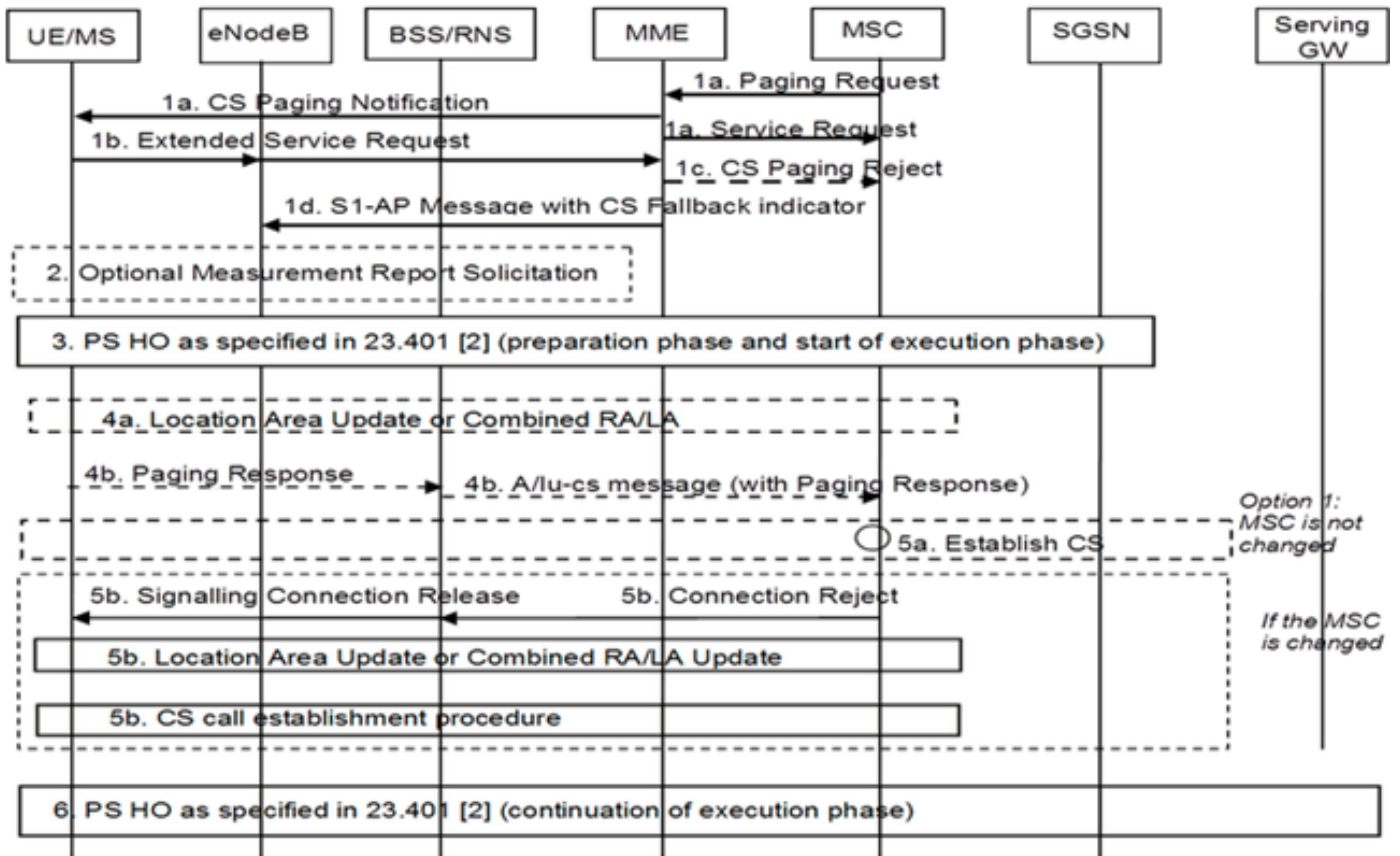 UE/MS
eNodeB
BSS/RNS
MME
MSC
SGSN
Serving
GW
1a. Paging Request
1a. CS Paging Notification
1a. Service Request
1b. Extended Service Request
1c. CS Paging Reject
1d. S1-AP Message with CS Fallback indicator
2. Optional Measurement Report Solicitation
3. PS HO as specified in 23.401 [2] (preparation phase and start of execution phase)
4a. Location Area Update or Combined RA/LA
4b. Paging Response
4b. A/Iu-cs message (with Paging Response)
Option 1:
MSC is not
changed
5a. Establish CS
5b. Signalling Connection Release
5b. Connection Reject
If the MSC
is changed
5b. Location Area Update or Combined RA/LA Update
5b. CS call establishment procedure
6. PS HO as specified in 23.401 [2] (continuation of execution phase)